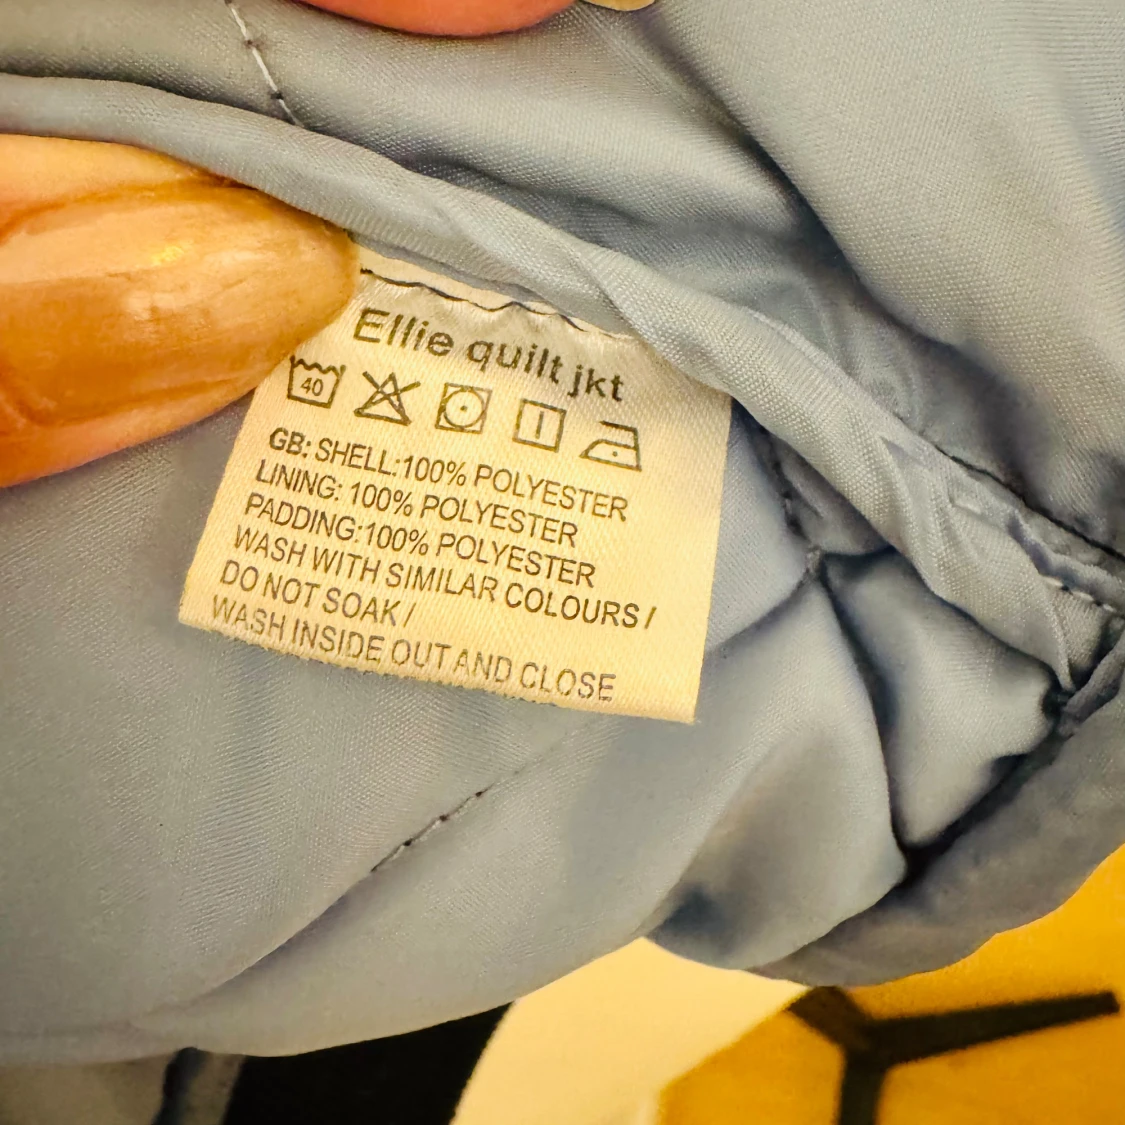 Ellie quilt jkt
40
GB: SHELL:100% POLYESTER
LINING: 100% POLYESTER
PADDING:100% POLYESTER
WASH WITH SIMILAR COLOURS /
DO NOT SOAK /
WASH INSIDE OUT AND CLOSE